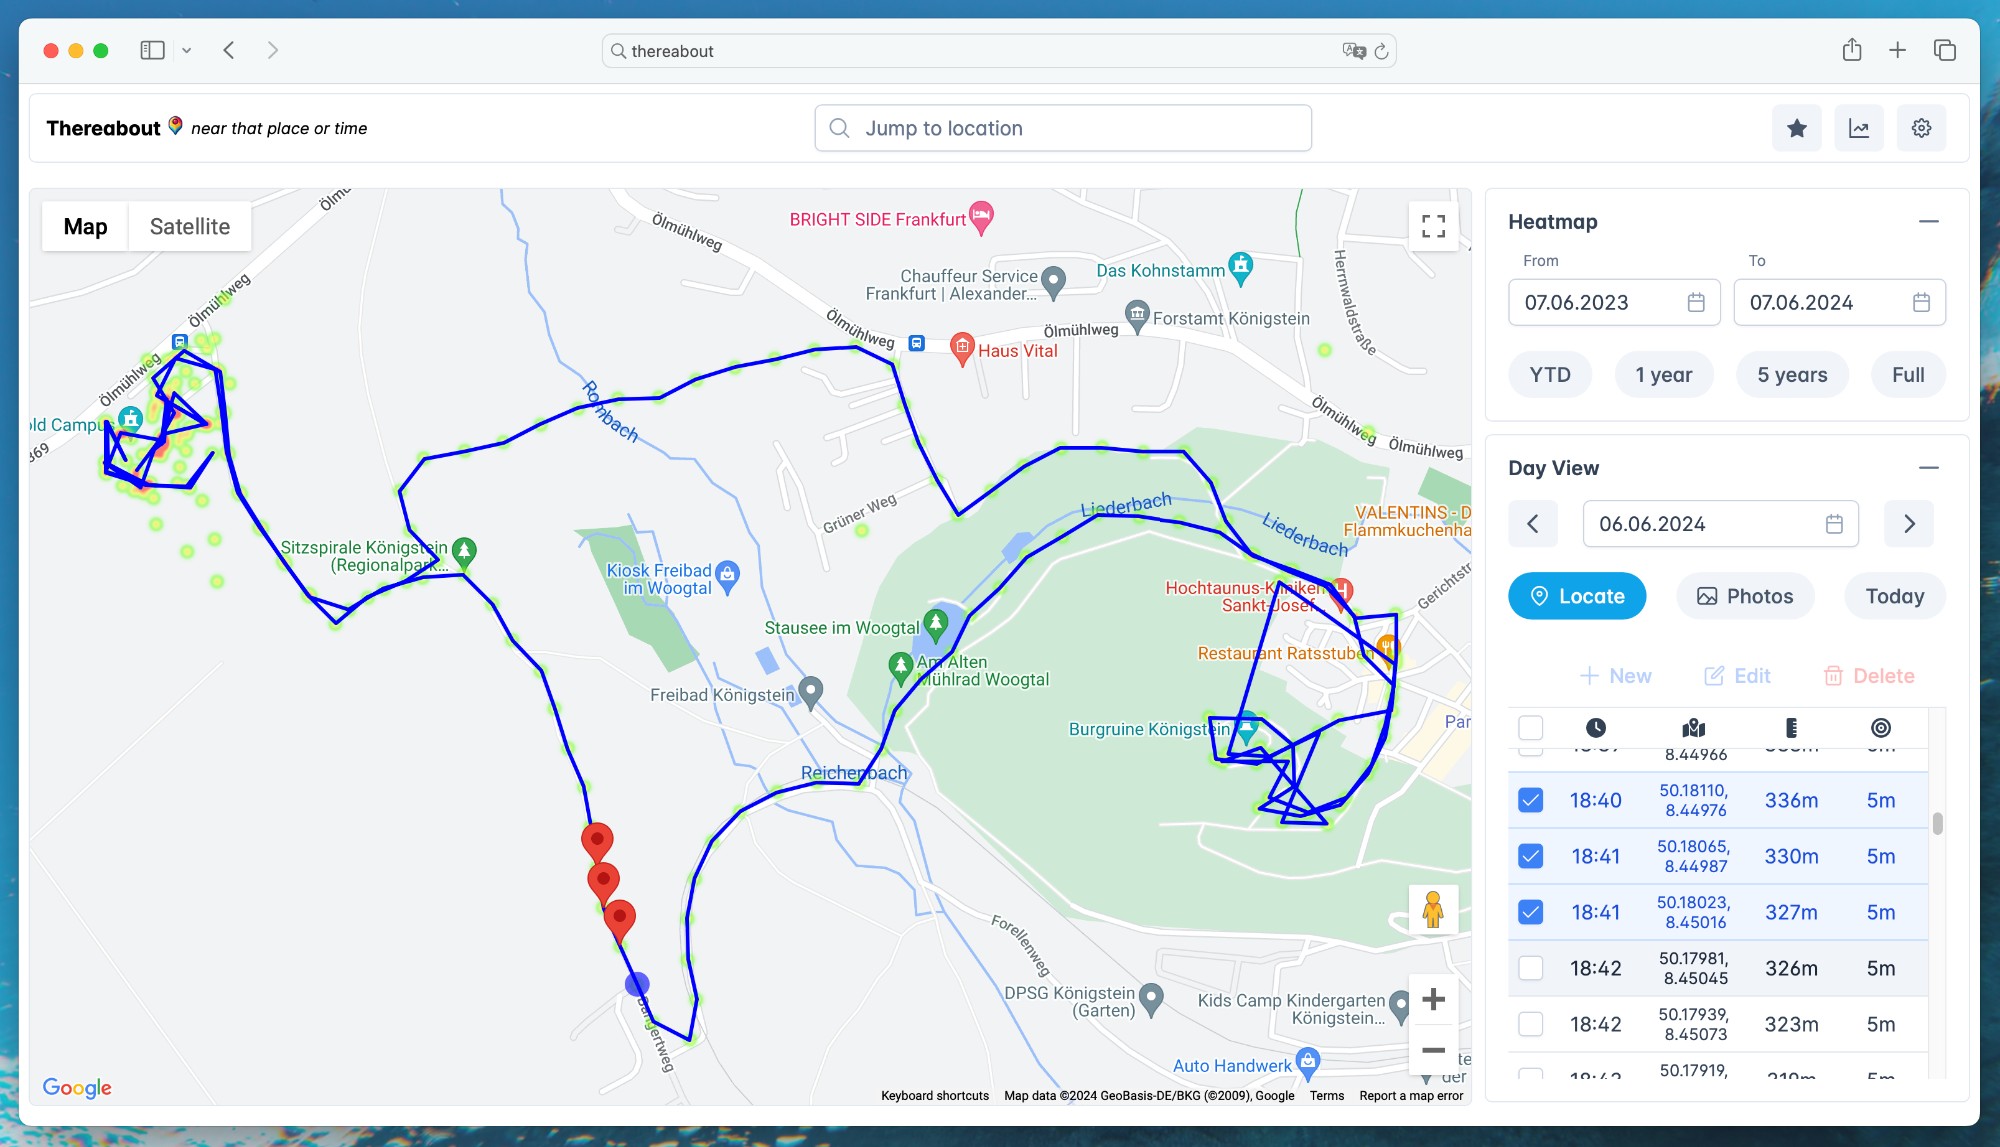 thereabout
Thereabout near that place or time
Jump to location
Map
Satellite
Ölmühlweg
BRIGHT SIDE Frankfurt
Ölmühlweg
Chauffeur Service
Frankfurt | Alexander...
Das Kohnstamm
Herrnwaldstraße
Ölmühlweg
Ölmühlweg
Ölmühlweg
Forstamt Königstein
Haus Vital
Ölmühlweg
old Campus
Rombach
Ölmühlweg
Ölmühlweg
Grüner Weg
Liederbach
Liederbach
VALENTINS - D
Flammkuchenha
Sitzspirale Königstein
(Regionalpark...
Kiosk Freibad
im Woogtal
Hochtaunus-Kliniken
Sankt-Josef...
Gerichtstr
Stausee im Woogtal
Restaurant Ratsstuben
Am Alten
Mühlrad Woogtal
Freibad Königstein
Burgruine Königstein
Par
Reichenbach
Forellenweg
DPSG Königstein
(Garten)
Kids Camp Kindergarten
Königstein...
Bangertweg
Auto Handwerk
te
der
Google
Keyboard shortcuts
Map data ©2024 GeoBasis-DE/BKG (©2009), Google
Terms
Report a map error
Heatmap
From
To
07.06.2023
07.06.2024
YTD
1 year
5 years
Full
Day View
06.06.2024
Locate
Photos
Today
New
Edit
Delete
8.44966
18:40 50.18110, 8.44976 336m 5m
18:41 50.18065, 8.44987 330m 5m
18:41 50.18023, 8.45016 327m 5m
18:42 50.17981, 8.45045 326m 5m
18:42 50.17939, 8.45073 323m 5m
50.17919,